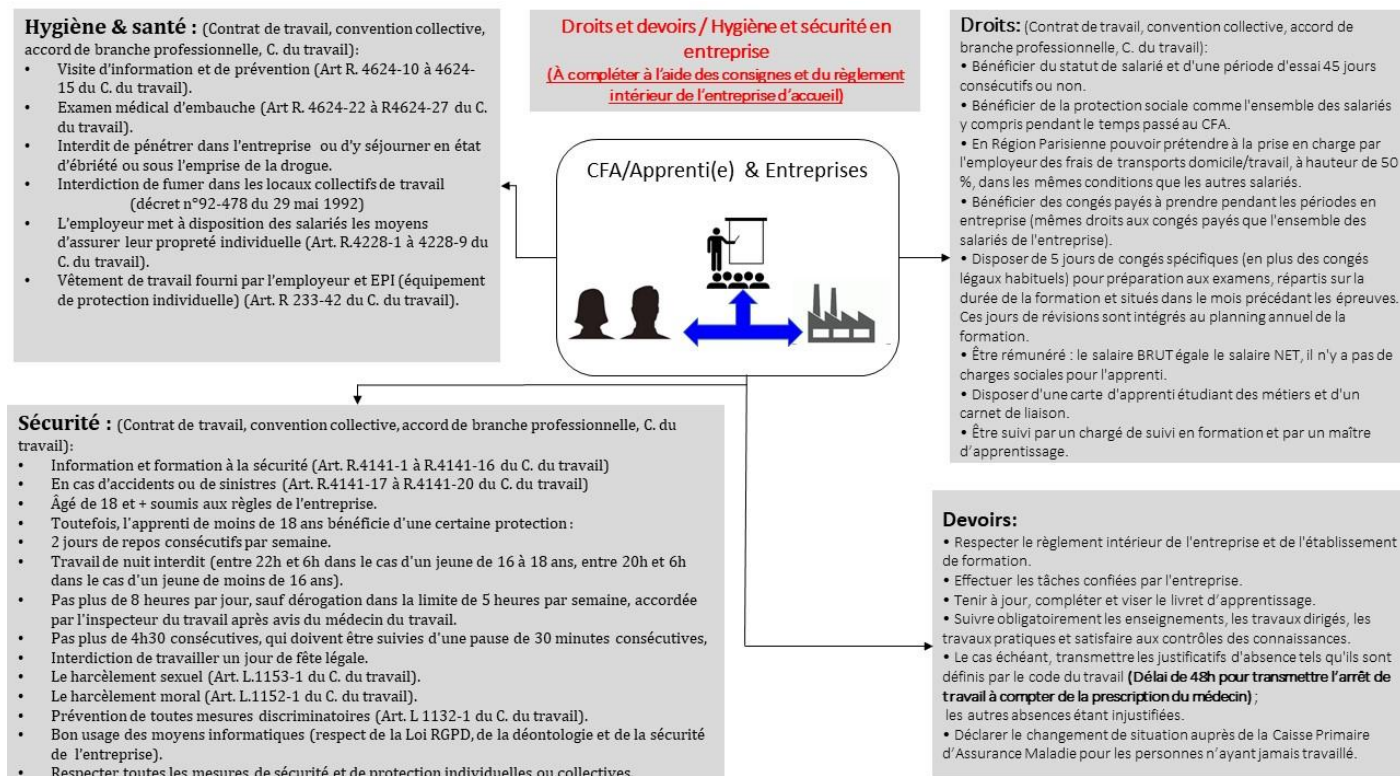 Hygiène & santé : (Contrat de travail, convention collective,
accord de branche professionnelle, C. du travail):
• Visite d'information et de prévention (Art R. 4624-10 à 4624-
15 du C. du travail).
• Examen médical d'embauche (Art R. 4624-22 à R4624-27 du C.
du travail).
• Interdit de pénétrer dans l'entreprise ou d'y séjourner en état
d'ébriété ou sous l'emprise de la drogue.
• Interdiction de fumer dans les locaux collectifs de travail
(décret n°92-478 du 29 mai 1992)
• L'employeur met à disposition des salariés les moyens
d'assurer leur propreté individuelle (Art. R.4228-1 à 4228-9 du
C. du travail).
• Vêtement de travail fourni par l'employeur et EPI (équipement
de protection individuelle) (Art. R 233-42 du C. du travail).
Droits et devoirs / Hygiène et sécurité en
entreprise
(À compléter à l'aide des consignes et du règlement
intérieur de l'entreprise d'accueil)
CFA/Apprenti(e) & Entreprises
Droits: (Contrat de travail, convention collective, accord de
branche professionnelle, C. du travail):
• Bénéficier du statut de salarié et d'une période d'essai 45 jours
consécutifs ou non.
• Bénéficier de la protection sociale comme l'ensemble des salariés
y compris pendant le temps passé au CFA.
• En Région Parisienne pouvoir prétendre à la prise en charge par
l'employeur des frais de transports domicile/travail, à hauteur de 50
%, dans les mêmes conditions que les autres salariés.
• Bénéficier des congés payés à prendre pendant les périodes en
entreprise (mêmes droits aux congés payés que l'ensemble des
salariés de l'entreprise).
• Disposer de 5 jours de congés spécifiques (en plus des congés
légaux habituels) pour préparation aux examens, répartis sur la
durée de la formation et situés dans le mois précédant les épreuves.
Ces jours de révisions sont intégrés au planning annuel de la
formation.
• Être rémunéré : le salaire BRUT égale le salaire NET, il n'y a pas de
charges sociales pour l'apprenti.
• Disposer d'une carte d'apprenti étudiant des métiers et d'un
carnet de liaison.
• Être suivi par un chargé de suivi en formation et par un maître
d'apprentissage.
Sécurité : (Contrat de travail, convention collective, accord de branche professionnelle, C. du
travail):
• Information et formation à la sécurité (Art. R.4141-1 à R.4141-16 du C. du travail)
• En cas d'accidents ou de sinistres (Art. R.4141-17 à R.4141-20 du C. du travail)
• Âgé de 18 et + soumis aux règles de l'entreprise.
• Toutefois, l'apprenti de moins de 18 ans bénéficie d'une certaine protection :
• 2 jours de repos consécutifs par semaine.
• Travail de nuit interdit (entre 22h et 6h dans le cas d'un jeune de 16 à 18 ans, entre 20h et 6h
dans le cas d'un jeune de moins de 16 ans).
• Pas plus de 8 heures par jour, sauf dérogation dans la limite de 5 heures par semaine, accordée
par l'inspecteur du travail après avis du médecin du travail.
• Pas plus de 4h30 consécutives, qui doivent être suivies d'une pause de 30 minutes consécutives,
• Interdiction de travailler un jour de fête légale.
• Le harcèlement sexuel (Art. L.1153-1 du C. du travail).
• Le harcèlement moral (Art. L.1152-1 du C. du travail).
• Prévention de toutes mesures discriminatoires (Art. L 1132-1 du C. du travail).
• Bon usage des moyens informatiques (respect de la Loi RGPD, de la déontologie et de la sécurité
de l'entreprise).
• Respecter toutes les mesures de sécurité et de protection individuelles ou collectives
Devoirs:
• Respecter le règlement intérieur de l'entreprise et de l'établissement
de formation.
• Effectuer les tâches confiées par l'entreprise.
• Tenir à jour, compléter et viser le livret d'apprentissage.
• Suivre obligatoirement les enseignements, les travaux dirigés, les
travaux pratiques et satisfaire aux contrôles des connaissances.
• Le cas échéant, transmettre les justificatifs d'absence tels qu'ils sont
définis par le code du travail (Délai de 48h pour transmettre l'arrêt de
travail à compter de la prescription du médecin) ;
les autres absences étant injustifiées.
• Déclarer le changement de situation auprès de la Caisse Primaire
d'Assurance Maladie pour les personnes n'ayant jamais travaillé.